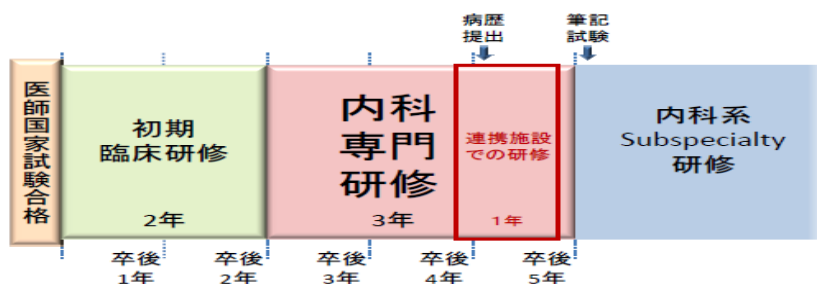 病歴
提出
筆記
試験
医師国家試験合格
初期
臨床研修
2年
内科
専門
研修
3年
連携施設
での研修
1年
内科系
Subspecialty
研修
卒後
1年
卒後
2年
卒後
3年
卒後
4年
卒後
5年